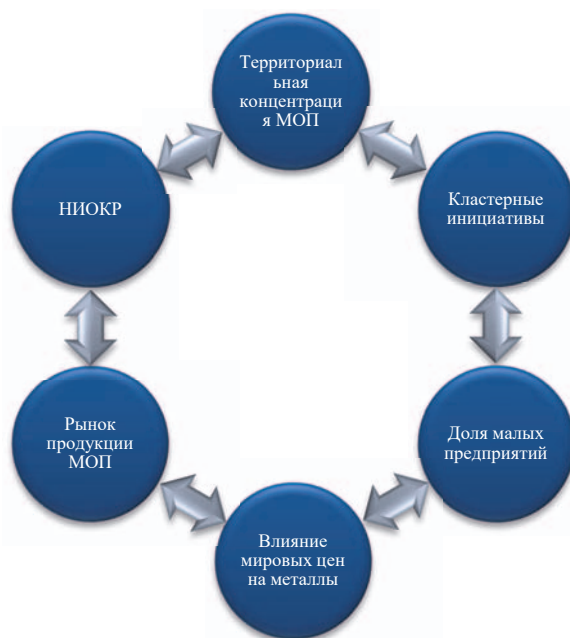 Территориал
ьная
концентраци
я МОП
Кластерные
инициативы
Доля малых
предприятий
Влияние
мировых цен
на металлы
Рынок
продукции
МОП
НИОКР